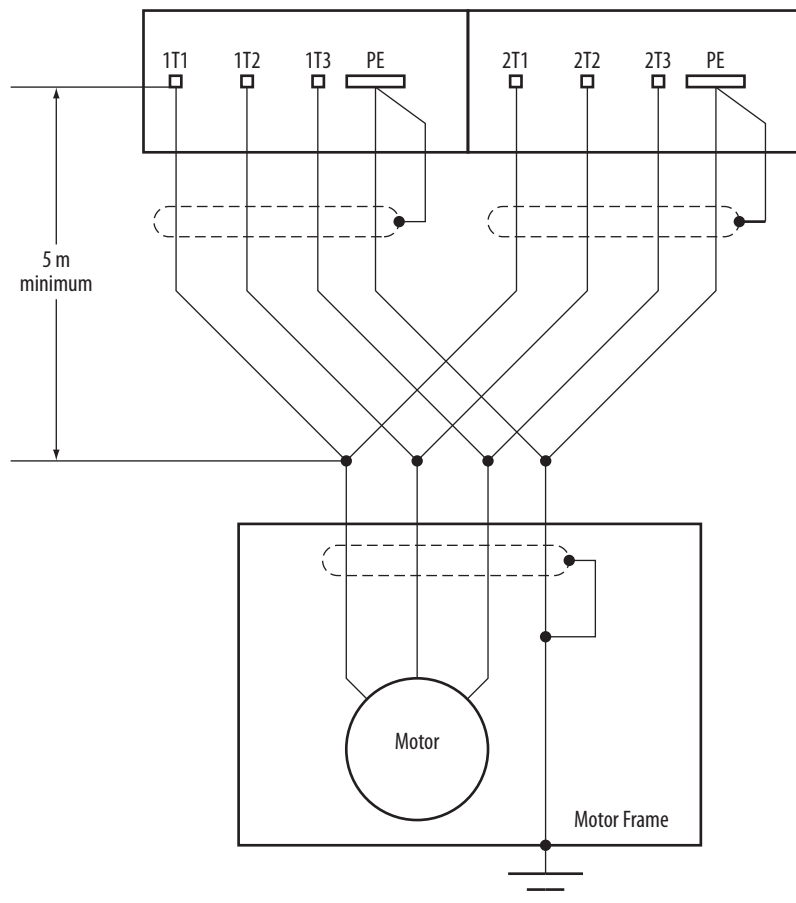 1T1 1T2 1T3 PE 2T1 2T2 2T3 PE
5 m
minimum
Motor
Motor Frame